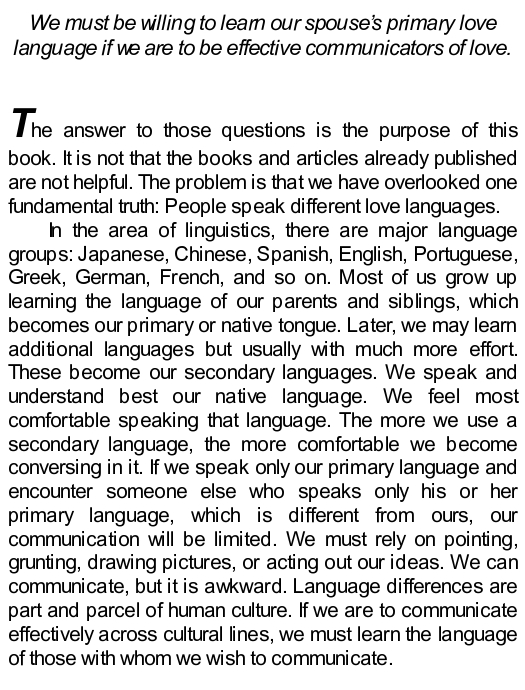 We must be willing to learn our spouse's primary love
language if we are to be effective communicators of love.
The answer to those questions is the purpose of this
book. It is not that the books and articles already published
are not helpful. The problem is that we have overlooked one
fundamental truth: People speak different love languages.
In the area of linguistics, there are major language
groups: Japanese, Chinese, Spanish, English, Portuguese,
Greek, German, French, and so on. Most of us grow up
learning the language of our parents and siblings, which
becomes our primary or native tongue. Later, we may learn
additional languages but usually with much more effort.
These become our secondary languages. We speak and
understand best our native language. We feel most
comfortable speaking that language. The more we use a
secondary language, the more comfortable we become
conversing in it. If we speak only our primary language and
encounter someone else who speaks only his or her
primary language, which is different from ours, our
communication will be limited. We must rely on pointing,
grunting, drawing pictures, or acting out our ideas. We can
communicate, but it is awkward. Language differences are
part and parcel of human culture. If we are to communicate
effectively across cultural lines, we must learn the language
of those with whom we wish to communicate.